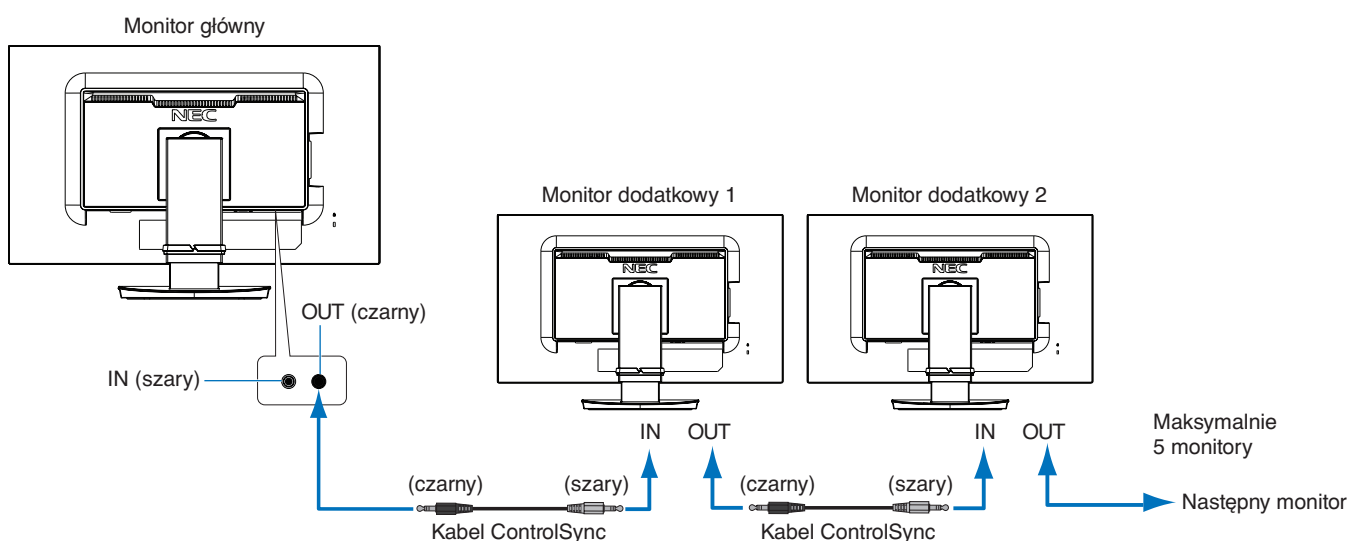 Monitor główny
NEC
Monitor dodatkowy 1
Monitor dodatkowy 2
NEC
NEC
OUT (czarny)
IN (szary)
IN
OUT
IN
OUT
Maksymalnie
5 monitory
(czarny)
(szary)
(czarny)
(szary)
Następny monitor
Kabel ControlSync
Kabel ControlSync